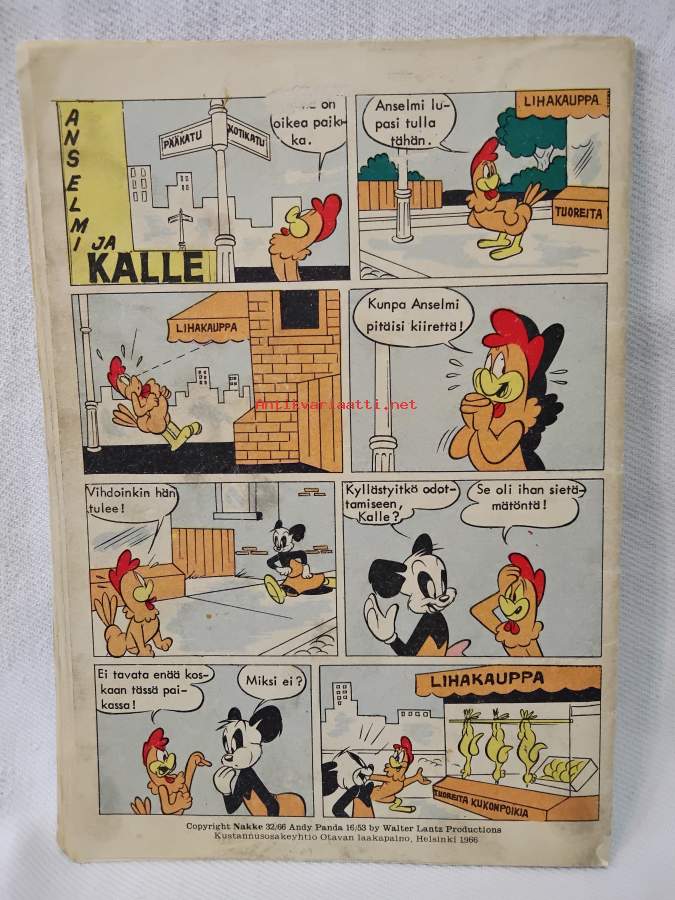 ANSELMI
JA
KALLE
PÄÄKATU
KOTIKATU
on
oikea paik-
ka.
Anselmi lu-
pasi tulla
tähän.
LIHAKAUPPA
TUOREITA
LIHAKAUPPA
Kunpa Anselmi
pitäisi kiirettä!
Antikvariaatti.net
Vihdoinkin hän
tulee!
Kyllästyitkö odot-
tamiseen,
Kalle?
Se oli ihan sietä-
mätöntä!
Ei tavata enää kos-
kaan tässä pai-
kassa!
Miksi ei?
LIHAKAUPPA
TUOREITA KUKONPOIKIA
Copyright Nakke 32/66 Andy Panda 16/53 by Walter Lantz Productions
Kustannusosakeyhtio Otavan laakapaino, Helsinki 1966